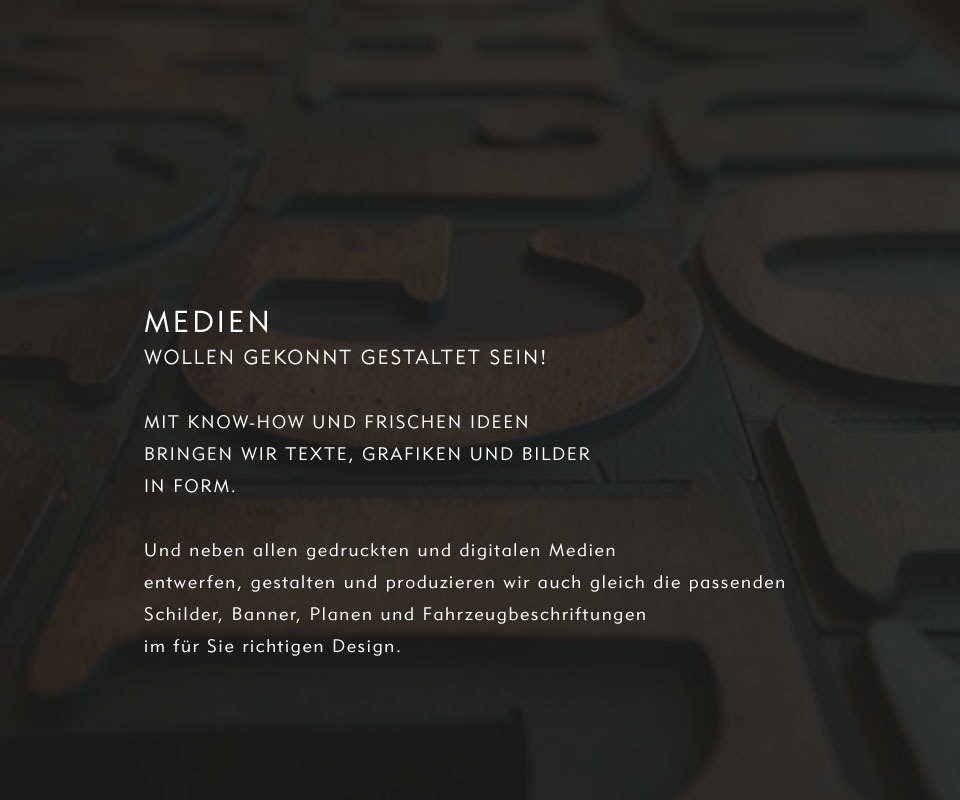 MEDIEN
WOLLEN GEKONNT GESTALTET SEIN!
MIT KNOW-HOW UND FRISCHEN IDEEN
BRINGEN WIR TEXTE, GRAFIKEN UND BILDER
IN FORM.
Und neben allen gedruckten und digitalen Medien
entwerfen, gestalten und produzieren wir auch gleich die passenden
Schilder, Banner, Planen und Fahrzeugbeschriftungen
im für Sie richtigen Design.